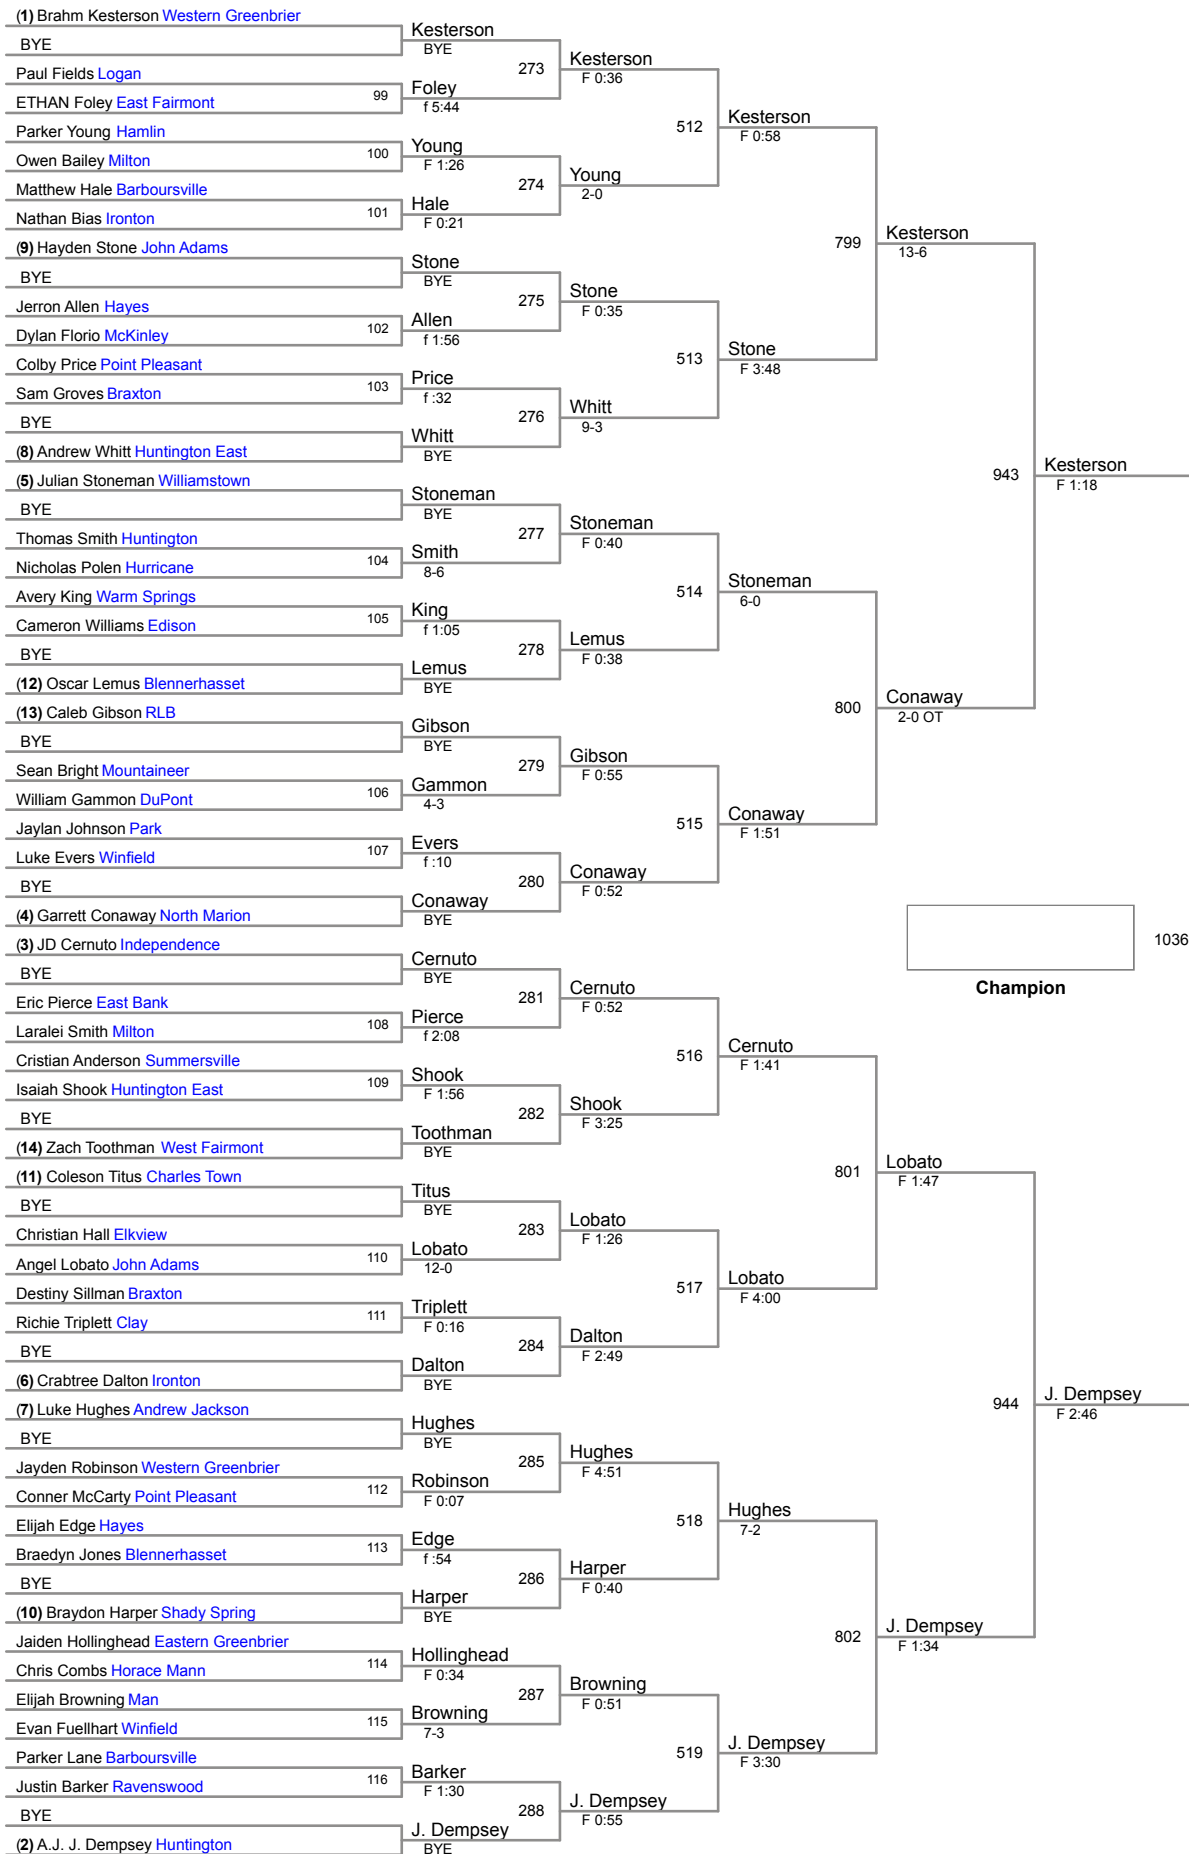 (1) Brahm Kesterson Western Greenbrier
BYE
Paul Fields Logan
ETHAN Foley East Fairmont
Parker Young Hamlin
Owen Bailey Milton
Matthew Hale Barboursville
Nathan Bias Ironton
(9) Hayden Stone John Adams
BYE
Jerron Allen Hayes
Dylan Florio McKinley
Colby Price Point Pleasant
Sam Groves Braxton
BYE
(8) Andrew Whitt Huntington East
(5) Julian Stoneman Williamstown
BYE
Thomas Smith Huntington
Nicholas Polen Hurricane
Avery King Warm Springs
Cameron Williams Edison
BYE
(12) Oscar Lemus Blennerhasset
(13) Caleb Gibson RLB
BYE
Sean Bright Mountaineer
William Gammon DuPont
Jaylan Johnson Park
Luke Evers Winfield
BYE
(4) Garrett Conaway North Marion
(3) JD Cernuto Independence
BYE
Eric Pierce East Bank
Laralei Smith Milton
Cristian Anderson Summersville
Isaiah Shook Huntington East
BYE
(14) Zach Toothman West Fairmont
(11) Coleson Titus Charles Town
BYE
Christian Hall Elkview
Angel Lobato John Adams
Destiny Sillman Braxton
Richie Triplett Clay
BYE
(6) Crabtree Dalton Ironton
(7) Luke Hughes Andrew Jackson
BYE
Jayden Robinson Western Greenbrier
Conner McCarty Point Pleasant
Elijah Edge Hayes
Braedyn Jones Blennerhasset
BYE
(10) Braydon Harper Shady Spring
Jaiden Hollinghead Eastern Greenbrier
Chris Combs Horace Mann
Elijah Browning Man
Evan Fuellhart Winfield
Parker Lane Barboursville
Justin Barker Ravenswood
BYE
(2) A.J. J. Dempsey Huntington
99
100
101
102
103
104
105
106
107
108
109
110
111
112
113
114
115
116
Kesterson
BYE
Foley
f 5:44
Young
F 1:26
Hale
F 0:21
Stone
BYE
Allen
f 1:56
Price
f :32
Whitt
BYE
Stoneman
BYE
Smith
8-6
King
f 1:05
Lemus
BYE
Gibson
BYE
Gammon
4-3
Evers
f :10
Conaway
BYE
Cernuto
BYE
Pierce
f 2:08
Shook
F 1:56
Toothman
BYE
Titus
BYE
Lobato
12-0
Triplett
F 0:16
Dalton
BYE
Hughes
BYE
Robinson
F 0:07
Edge
f :54
Harper
BYE
Hollinghead
F 0:34
Browning
7-3
Barker
F 1:30
J. Dempsey
BYE
273
274
275
276
277
278
279
280
281
282
283
284
285
286
287
288
Kesterson
F 0:36
Young
2-0
Stone
F 0:35
Whitt
9-3
Stoneman
F 0:40
Lemus
F 0:38
Gibson
F 0:55
Conaway
F 0:52
Cernuto
F 0:52
Shook
F 3:25
Lobato
F 1:26
Dalton
F 2:49
Hughes
F 4:51
Harper
F 0:40
Browning
F 0:51
J. Dempsey
F 0:55
512
513
514
515
516
517
518
519
Kesterson
F 0:58
Stone
F 3:48
Stoneman
6-0
Conaway
F 1:51
Cernuto
F 1:41
Lobato
F 4:00
Hughes
7-2
J. Dempsey
F 3:30
799
800
801
802
Kesterson
13-6
Conaway
2-0 OT
Lobato
F 1:47
J. Dempsey
F 1:34
943
944
Kesterson
F 1:18
J. Dempsey
F 2:46
1036
Champion